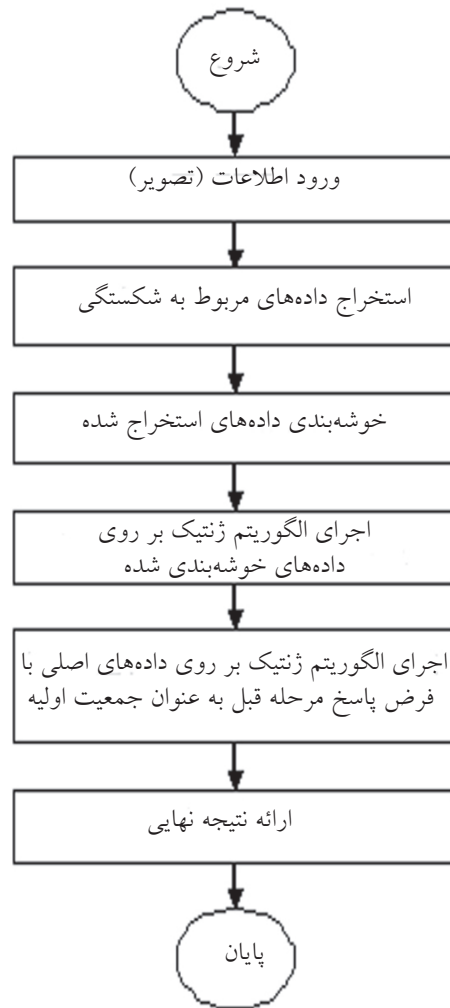 شروع
ورود اطلاعات (تصویر)
استخراج داده‌های مربوط به شکستگی
خوشه‌بندی داده‌های استخراج شده
اجرای الگوریتم ژنتیک بر روی
داده‌های خوشه‌بندی شده
اجرای الگوریتم ژنتیک بر روی داده‌های اصلی با
فرض پاسخ مرحله قبل به عنوان جمعیت اولیه
ارائه نتیجه نهایی
پایان